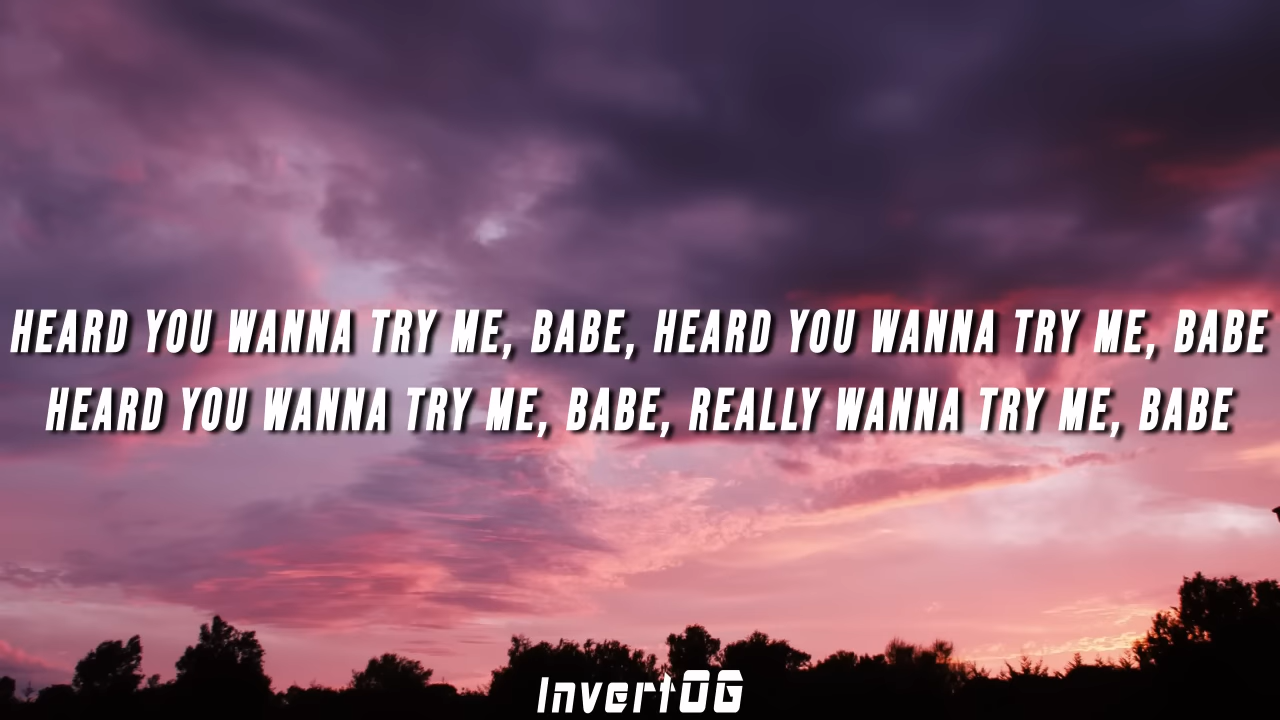 HEARD YOU WANNA TRY ME, BABE, HEARD YOU WANNA TRY ME, BABE
HEARD YOU WANNA TRY ME, BABE, REALLY WANNA TRY ME, BABE
InvertOG